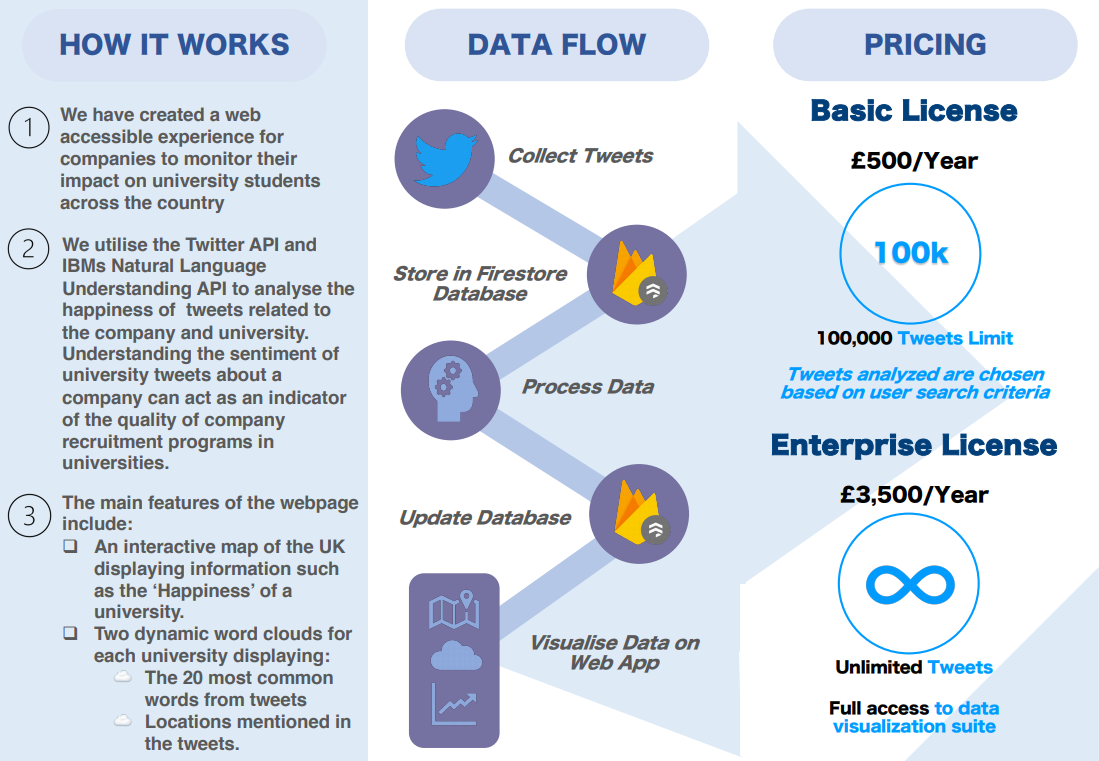 HOW IT WORKS
1
We have created a web
accessible experience for
companies to monitor their
impact on university students
across the country
2
We utilise the Twitter API and
IBMs Natural Language
Understanding API to analyse the
happiness of tweets related to
the company and university.
Understanding the sentiment of
university tweets about a
company can act as an indicator
of the quality of company
recruitment programs in
universities.
3
The main features of the webpage
include:
❑ An interactive map of the UK
displaying information such
as the ‘Happiness’ of a
university.
❑ Two dynamic word clouds for
each university displaying:
The 20 most common
words from tweets
Locations mentioned in
the tweets.
DATA FLOW
Collect Tweets
Store in Firestore
Database
Process Data
Update Database
Visualise Data on
Web App
PRICING
Basic License
£500/Year
100k
100,000 Tweets Limit
Tweets analyzed are chosen
based on user search criteria
Enterprise License
£3,500/Year
Unlimited Tweets
Full access to data
visualization suite